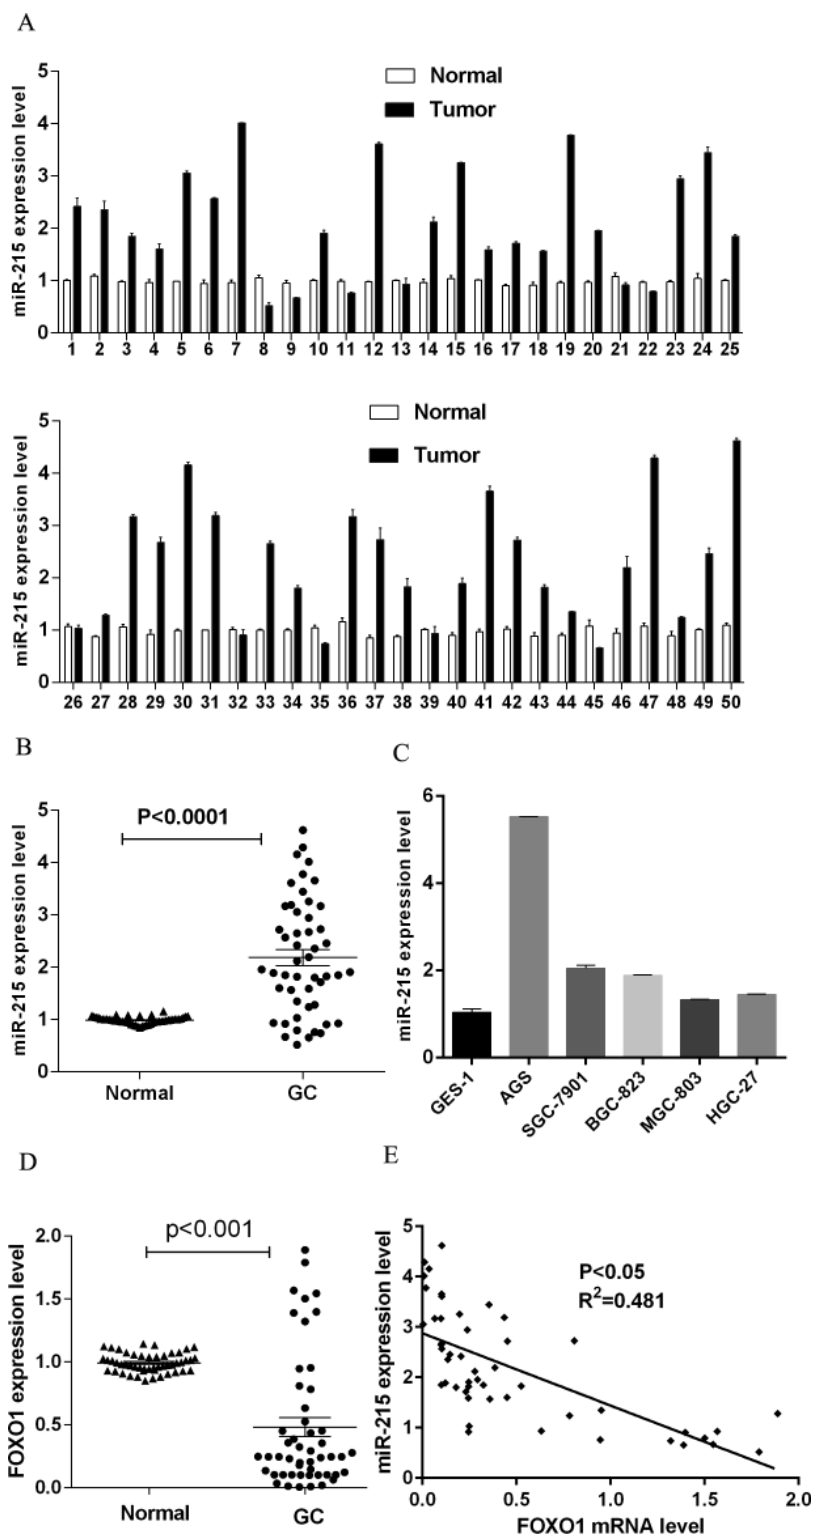 A
miR-215 expression level
5
4
3
2
1
0
Normal
Tumor
1 2 3 4 5 6 7 8 9 10 11 12 13 14 15 16 17 18 19 20 21 22 23 24 25
miR-215 expression level
5
4
3
2
1
0
Normal
Tumor
26 27 28 29 30 31 32 33 34 35 36 37 38 39 40 41 42 43 44 45 46 47 48 49 50
B
miR-215 expression level
5
4
3
2
1
0
P<0.0001
Normal GC
C
miR-215 expression level
6
4
2
0
GES-1 AGS SGC-7901 BGC-823 MGC-803 HGC-27
D
FOXO1 expression level
2.0
1.5
1.0
0.5
0.0
p<0.001
Normal GC
E
miR-215 expression level
5
4
3
2
1
0
P<0.05
R²=0.481
0.0 0.5 1.0 1.5 2.0
FOXO1 mRNA level